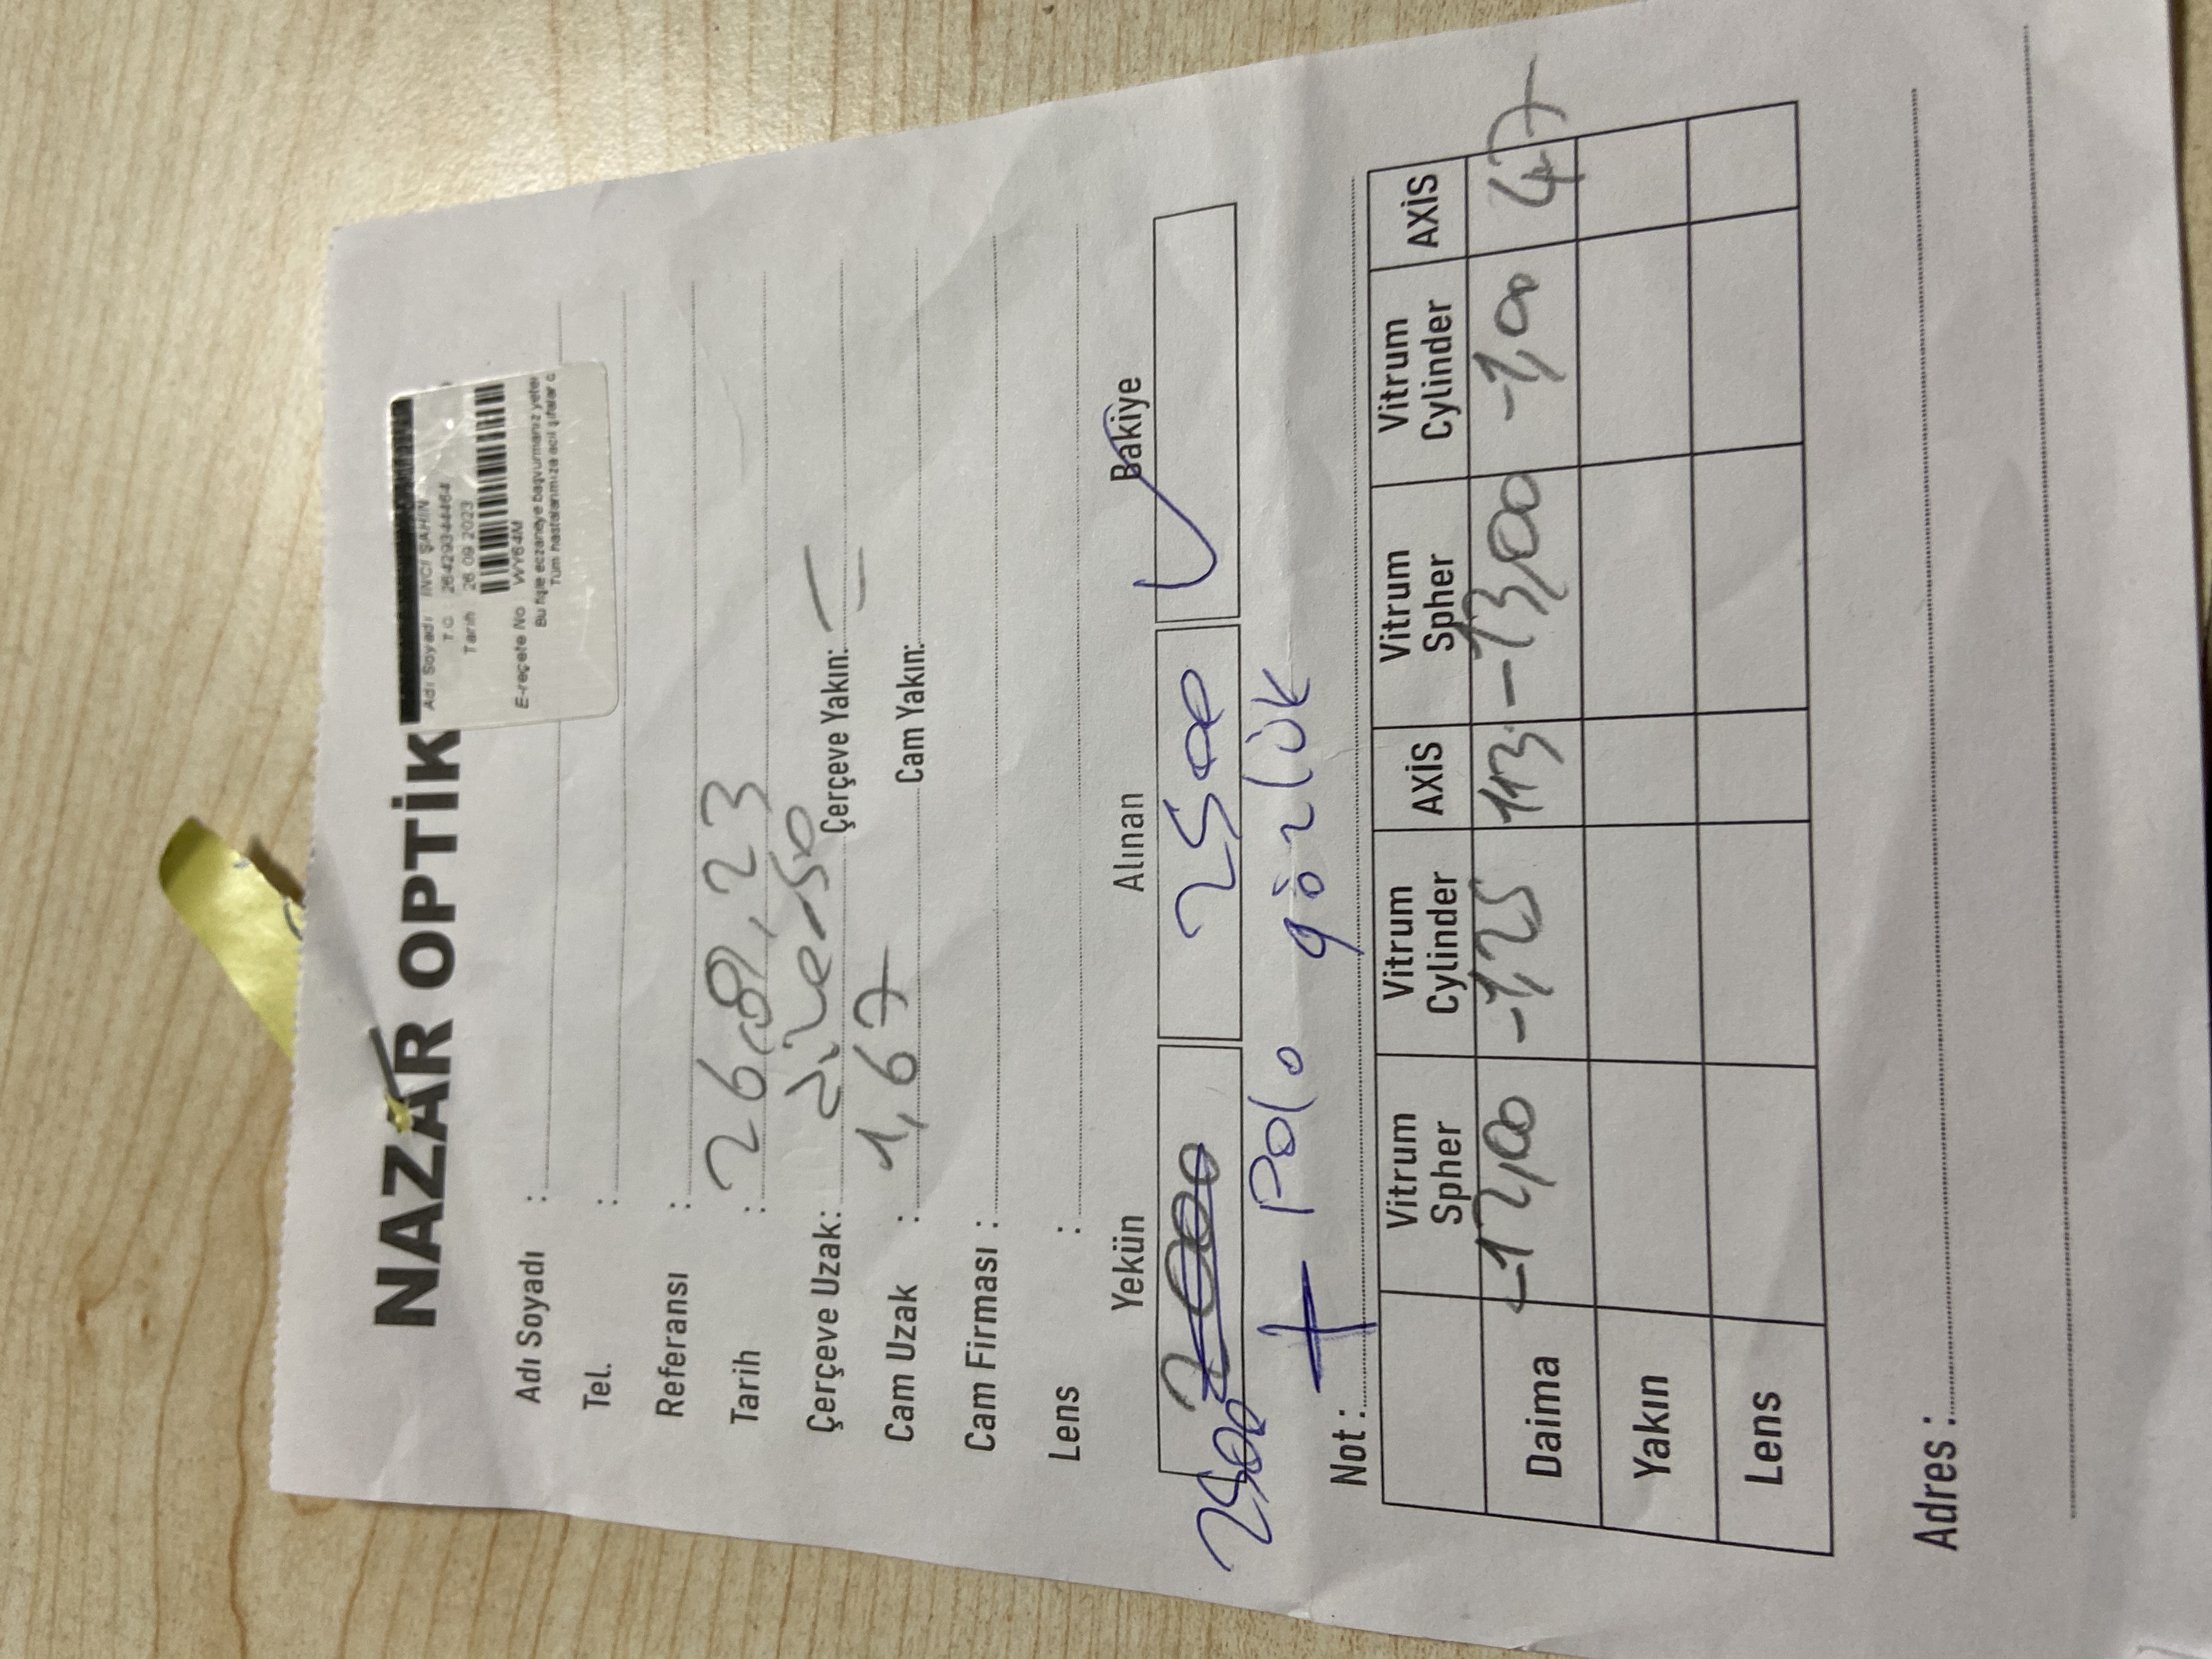 NAZAR OPTİK
Adı Soyadı İNCİ ŞAHİN
T.C. 26429344464
Tarih 26.09.2023
E-reçete No WY64M
Bu fişle eczaneye başvurmanız yeter
Tüm hastalarımıza acil şifalar d
Adı Soyadı :
Tel. :
Referansı :
Tarih : 26, 23
Çerçeve Uzak: Çerçeve Yakın:
Cam Uzak : 1,67 Cam Yakın:
Cam Firması :
Lens :
Yekün Alınan Bakiye
2500 2000 2500
+ Polo gözlük
Not :
Vitrum Spher Vitrum Cylinder AXİS Vitrum Spher Vitrum Cylinder AXİS
Daima -12,00 -1,25 113 -13,00 -1,00 47
Yakın
Lens
Adres :